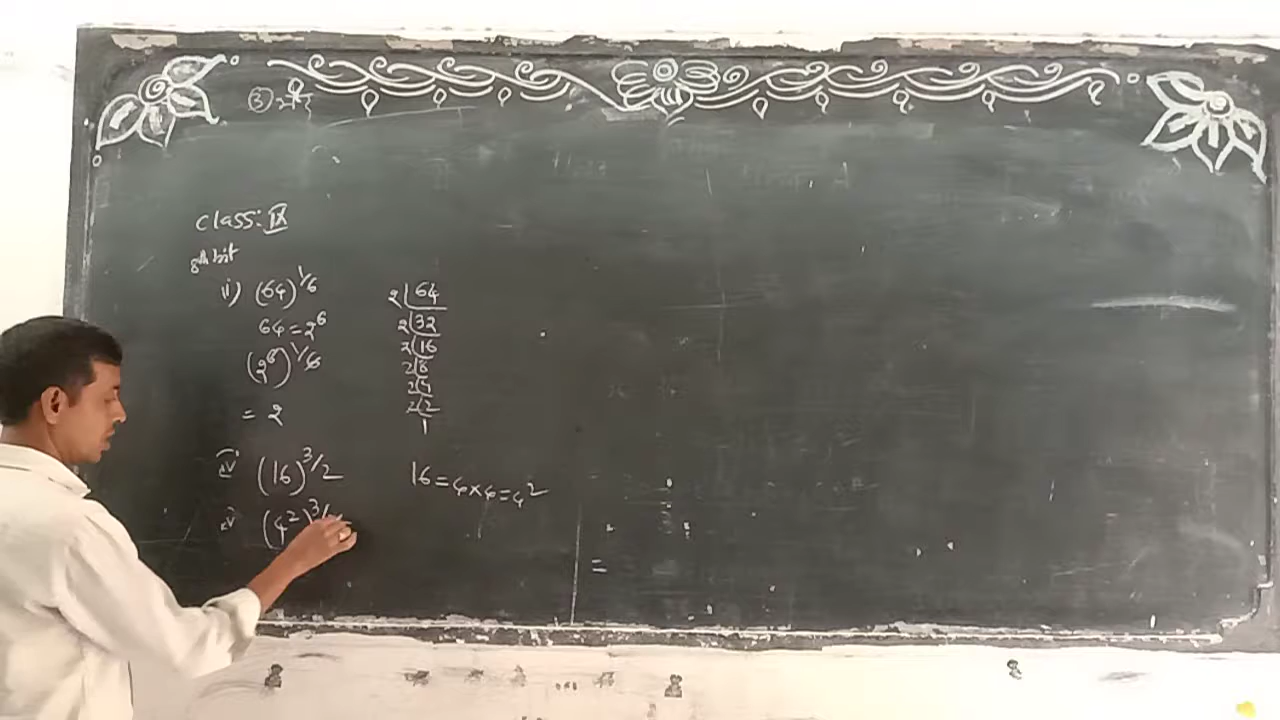 (3)
Class: IX
8th bit
ii) (64)^1/6
64 = 2^6
(2^6)^1/6
= 2
2 | 64
2 | 32
2 | 16
2 | 8
2 | 4
2 | 2
1
iv (16)^3/2
16 = 4 × 4 = 4^2
iv (4^2)^3/
=